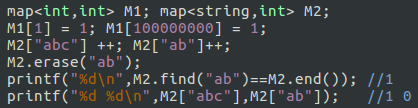 map<int,int> M1; map<string,int> M2;
M1[1] = 1; M1[100000000] = 1;
M2["abc"] ++; M2["ab"]++;
M2.erase("ab");
printf("%d\n",M2.find("ab")==M2.end()); //1
printf("%d %d\n",M2["abc"],M2["ab"]); //1 0